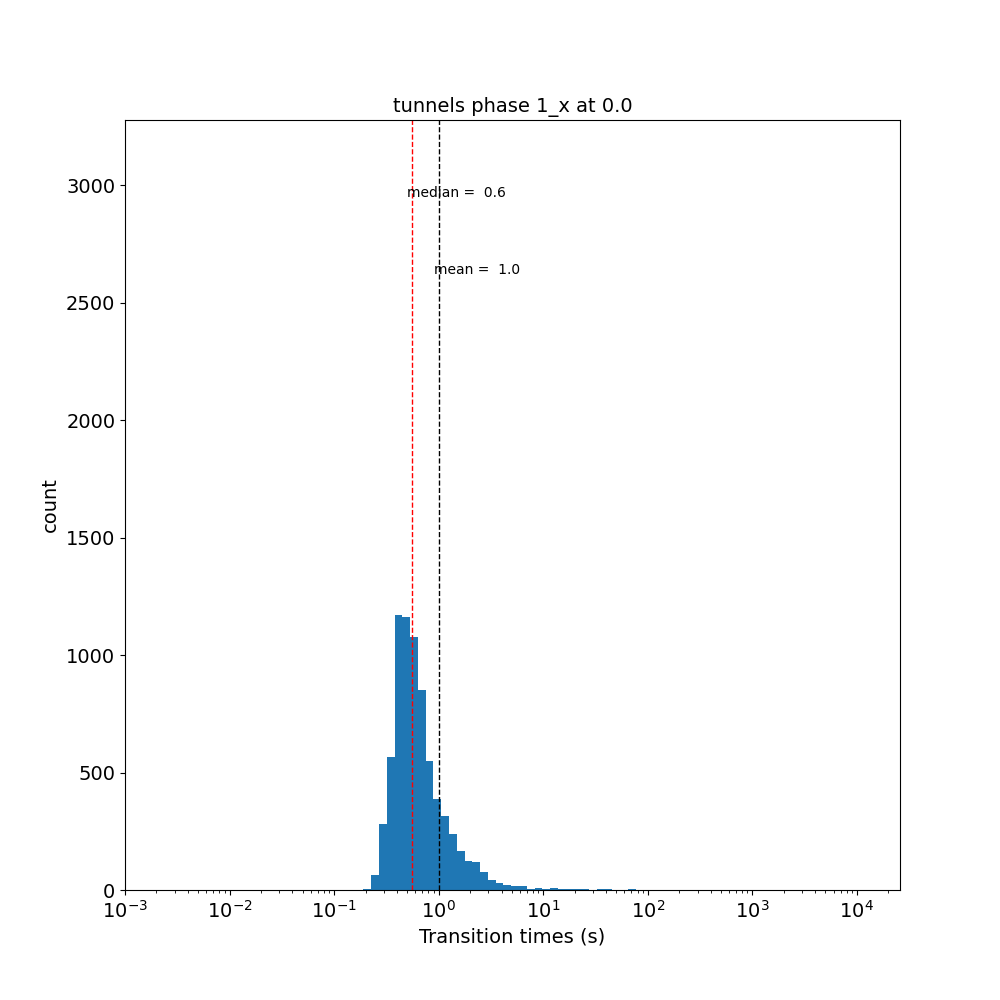 tunnels phase 1_x at 0.0
median =  0.6
mean =  1.0
3000
2500
2000
1500
1000
500
0
count
10⁻³ 10⁻² 10⁻¹ 10⁰ 10¹ 10² 10³ 10⁴
Transition times (s)